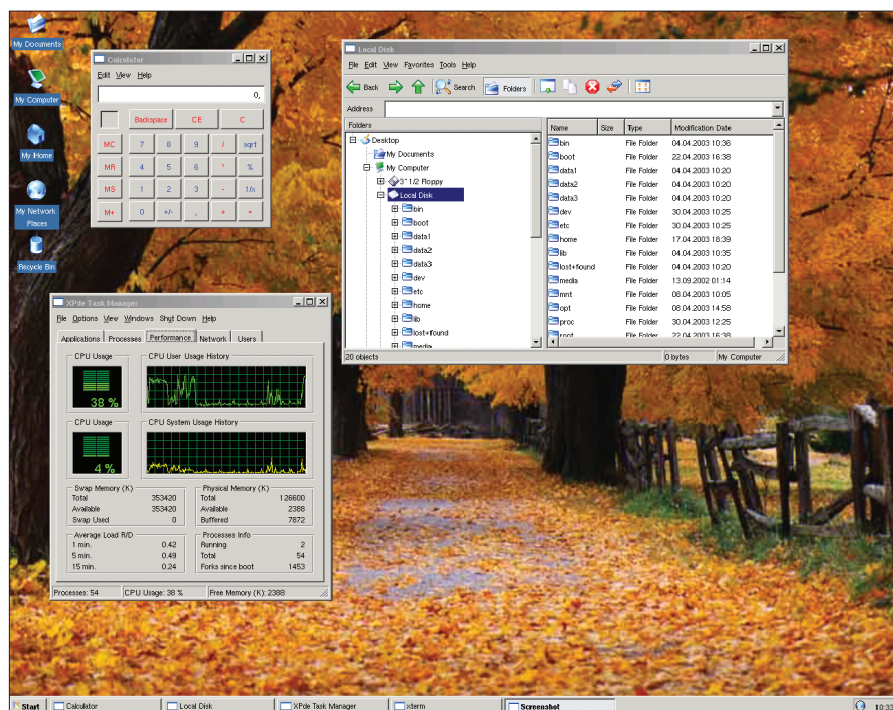 My Documents
My Computer
My Home
My Network
Places
Recycle Bin
Calculator
Edit View Help
0,
Backspace CE C
MC 7 8 9 / sqrt
MR 4 5 6 * %
MS 1 2 3 - 1/x
M+ 0 +/- , + =
Local Disk
File Edit View Favorites Tools Help
Back Search Folders
Address
Folders
Desktop
My Documents
My Computer
3" 1/2 Floppy
Local Disk
bin
boot
data1
data2
data3
dev
etc
home
lib
lost+found
media
Name Size Type Modification Date
bin File Folder 04.04.2003 10:36
boot File Folder 22.04.2003 16:38
data1 File Folder 04.04.2003 10:20
data2 File Folder 04.04.2003 10:20
data3 File Folder 04.04.2003 10:20
dev File Folder 30.04.2003 10:25
etc File Folder 30.04.2003 10:25
home File Folder 17.04.2003 18:39
lib File Folder 04.04.2003 10:35
lost+found File Folder 04.04.2003 10:20
media File Folder 13.09.2002 01:14
mnt File Folder 08.04.2003 10:05
opt File Folder 08.04.2003 14:58
proc File Folder 30.04.2003 12:25
root File Folder 22.04.2003 16:38
20 objects 0 bytes My Computer
XPde Task Manager
File Options View Windows Shut Down Help
Applications Processes Performance Network Users
CPU Usage CPU User Usage History
38 %
CPU Usage CPU System Usage History
4 %
Swap Memory (K)
Total 353420
Available 353420
Swap Used 0
Physical Memory (K)
Total 126600
Available 2388
Buffered 7872
Average Load R/D
1 min. 0.42
5 min. 0.49
15 min. 0.24
Processes Info
Running 2
Total 54
Forks since boot 1453
Processes: 54 CPU Usage: 38 % Free Memory (K): 2388
Start Calculator Local Disk XPde Task Manager xterm Screenshot